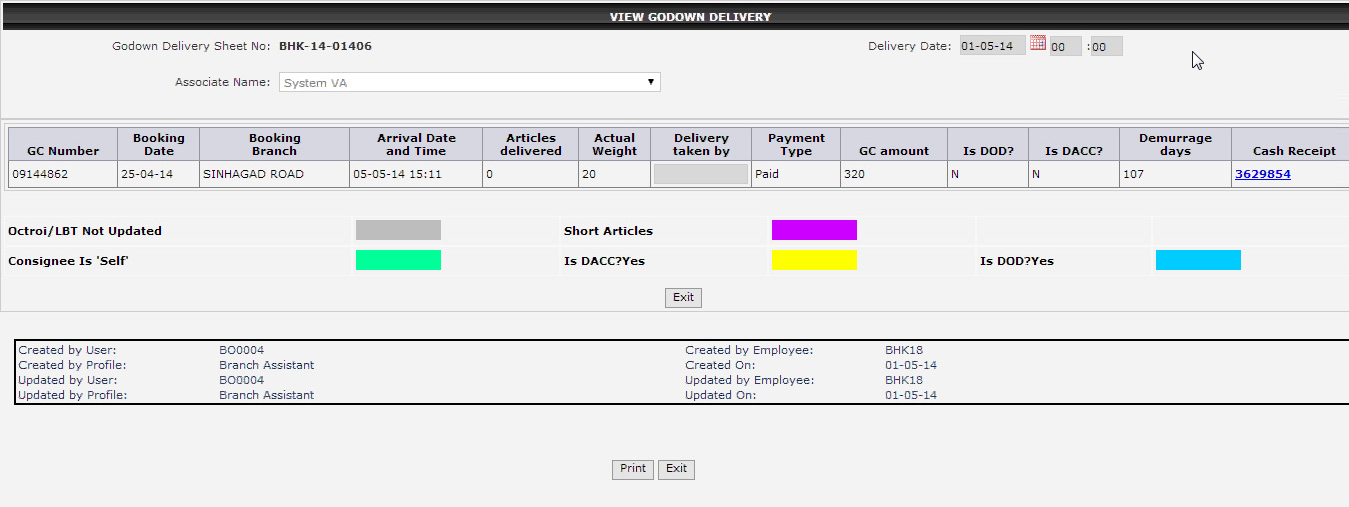 VIEW GODOWN DELIVERY
Godown Delivery Sheet No: BHK-14-01406 Delivery Date: 01-05-14 00 :00
Associate Name: System VA
GC Number Booking Date Booking Branch Arrival Date and Time Articles delivered Actual Weight Delivery taken by Payment Type GC amount Is DOD? Is DACC? Demurrage days Cash Receipt
09144862 25-04-14 SINHAGAD ROAD 05-05-14 15:11 0 20 Paid 320 N N 107 3629854
Octroi/LBT Not Updated Short Articles
Consignee Is 'Self' Is DACC?Yes Is DOD?Yes
Exit
Created by User: BO0004 Created by Employee: BHK18
Created by Profile: Branch Assistant Created On: 01-05-14
Updated by User: BO0004 Updated by Employee: BHK18
Updated by Profile: Branch Assistant Updated On: 01-05-14
Print Exit